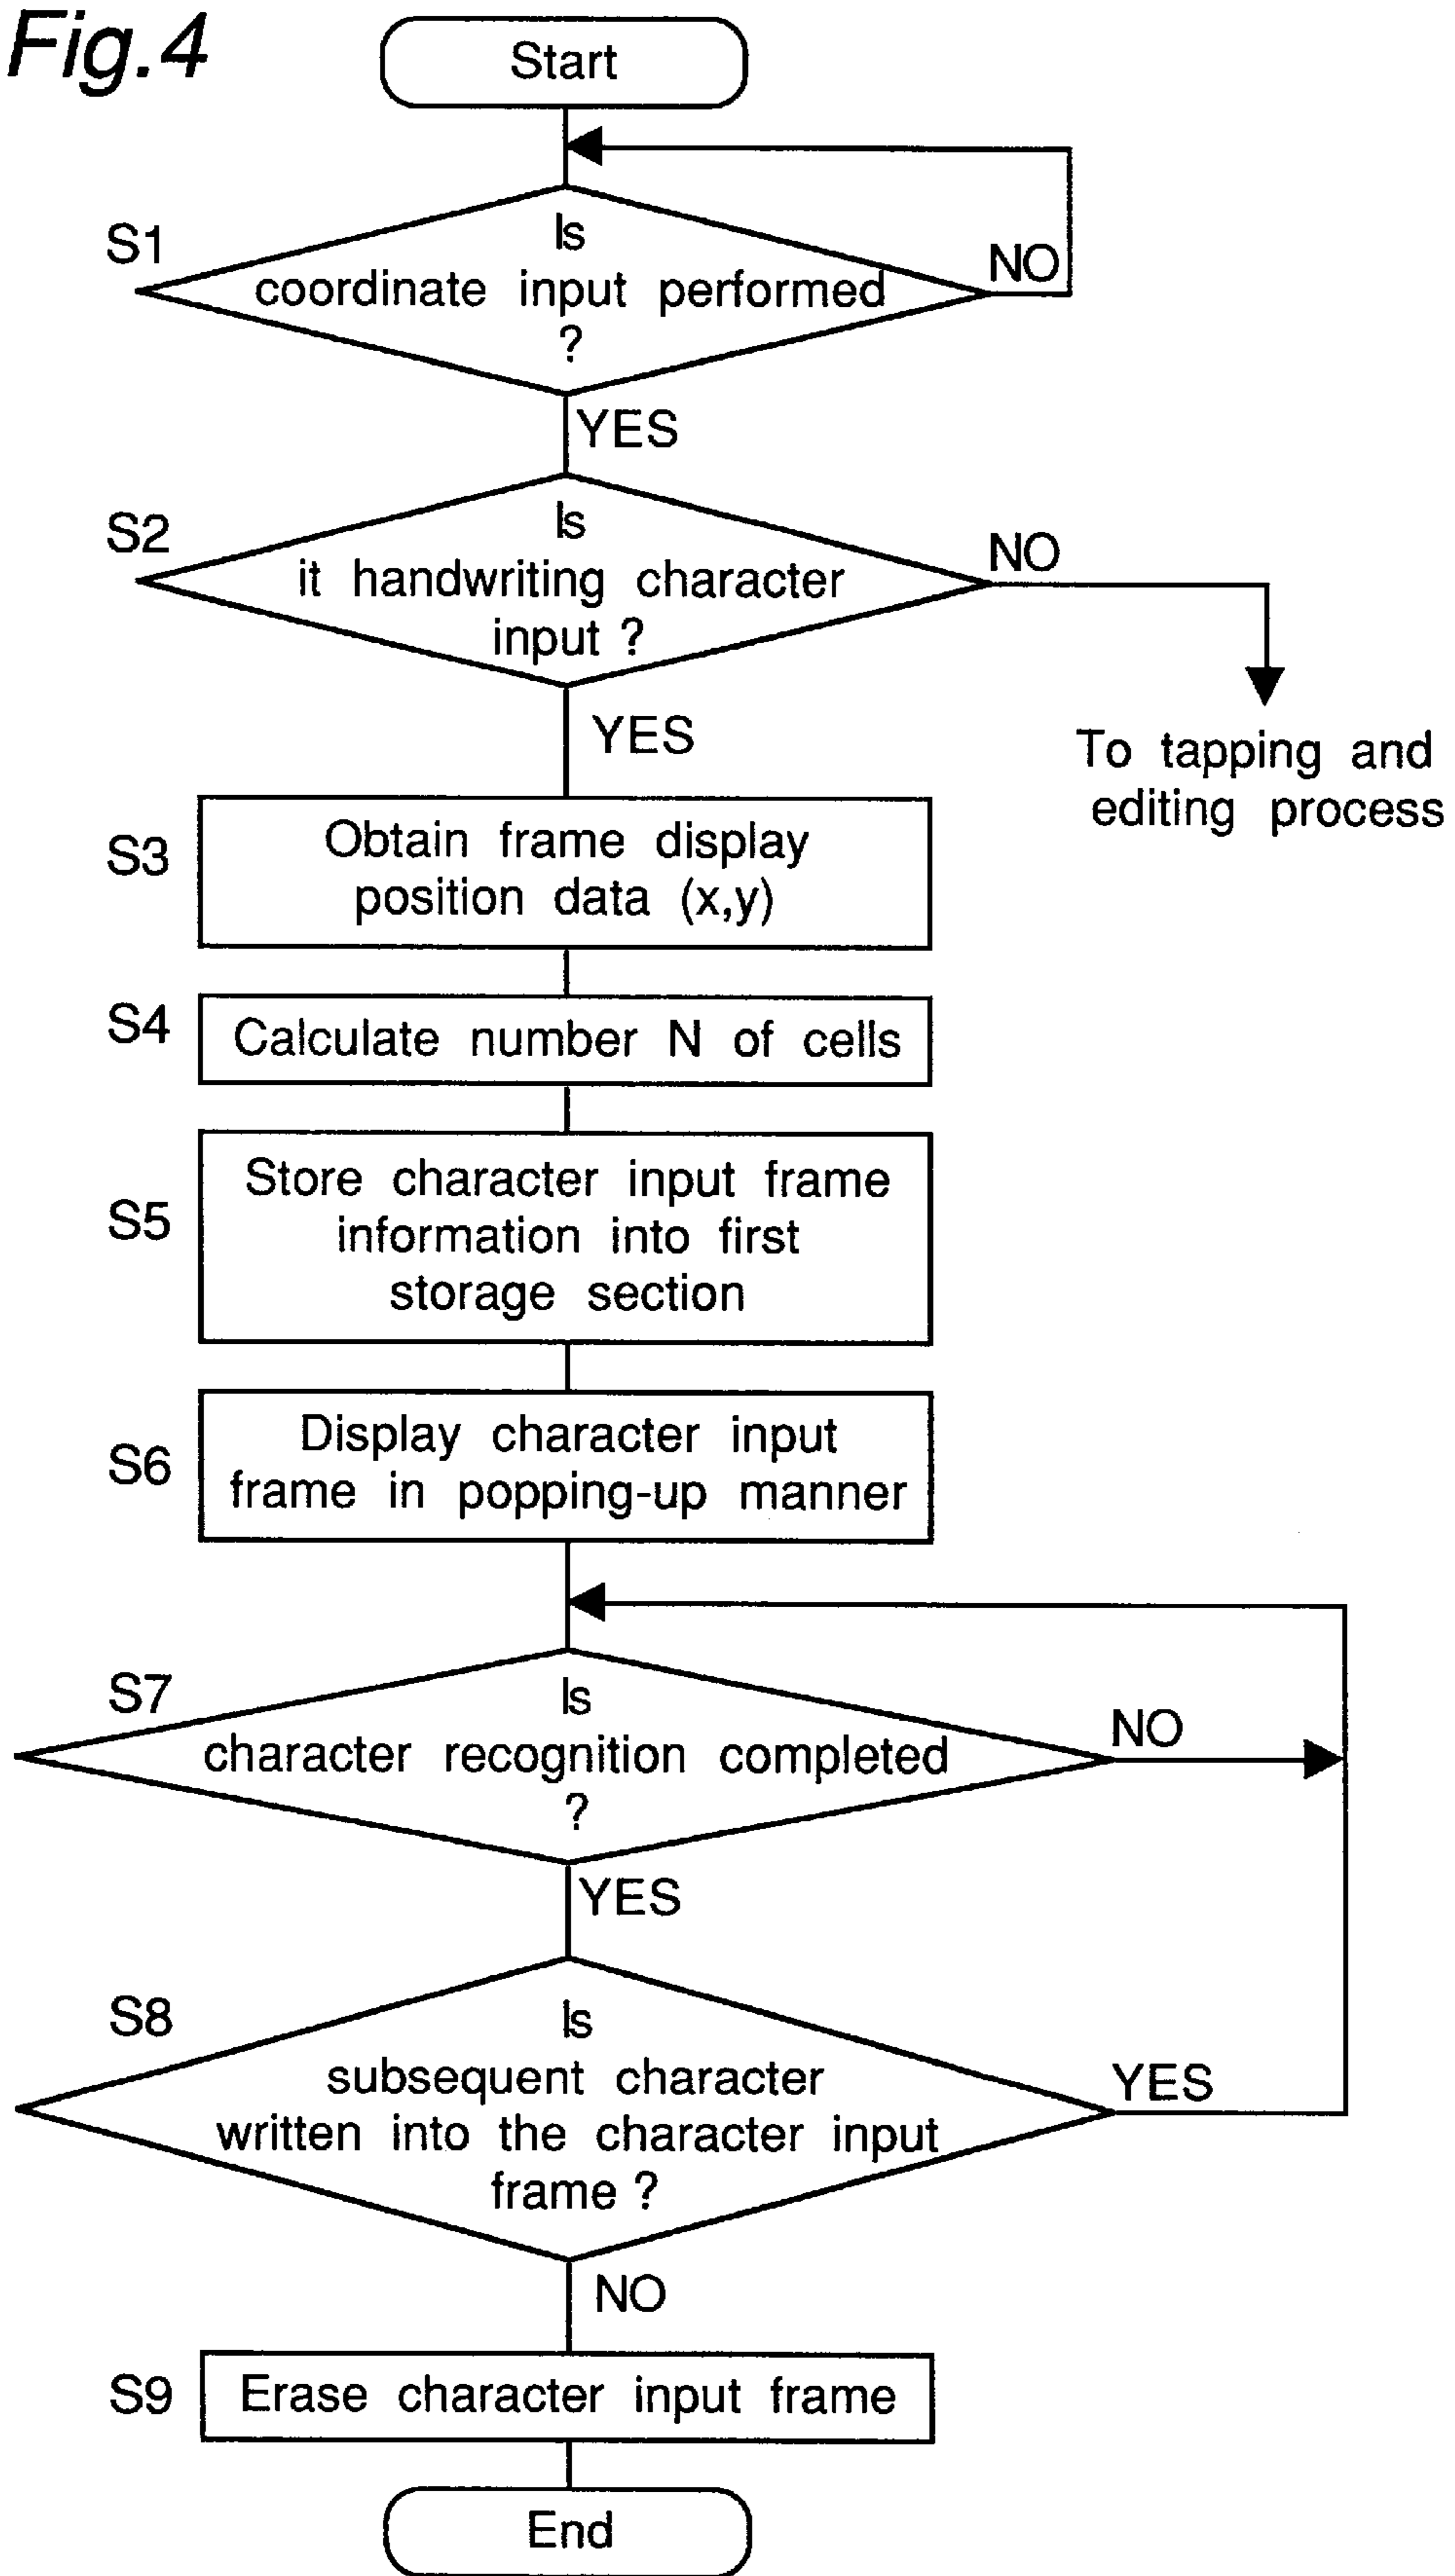 Fig.4
Start
S1
Is
coordinate input performed
?
NO
YES
S2
Is
it handwriting character
input ?
NO
To tapping and
editing process
YES
S3
Obtain frame display
position data (x,y)
S4
Calculate number N of cells
S5
Store character input frame
information into first
storage section
S6
Display character input
frame in popping-up manner
S7
Is
character recognition completed
?
NO
YES
S8
Is
subsequent character
written into the character input
frame ?
YES
NO
S9
Erase character input frame
End